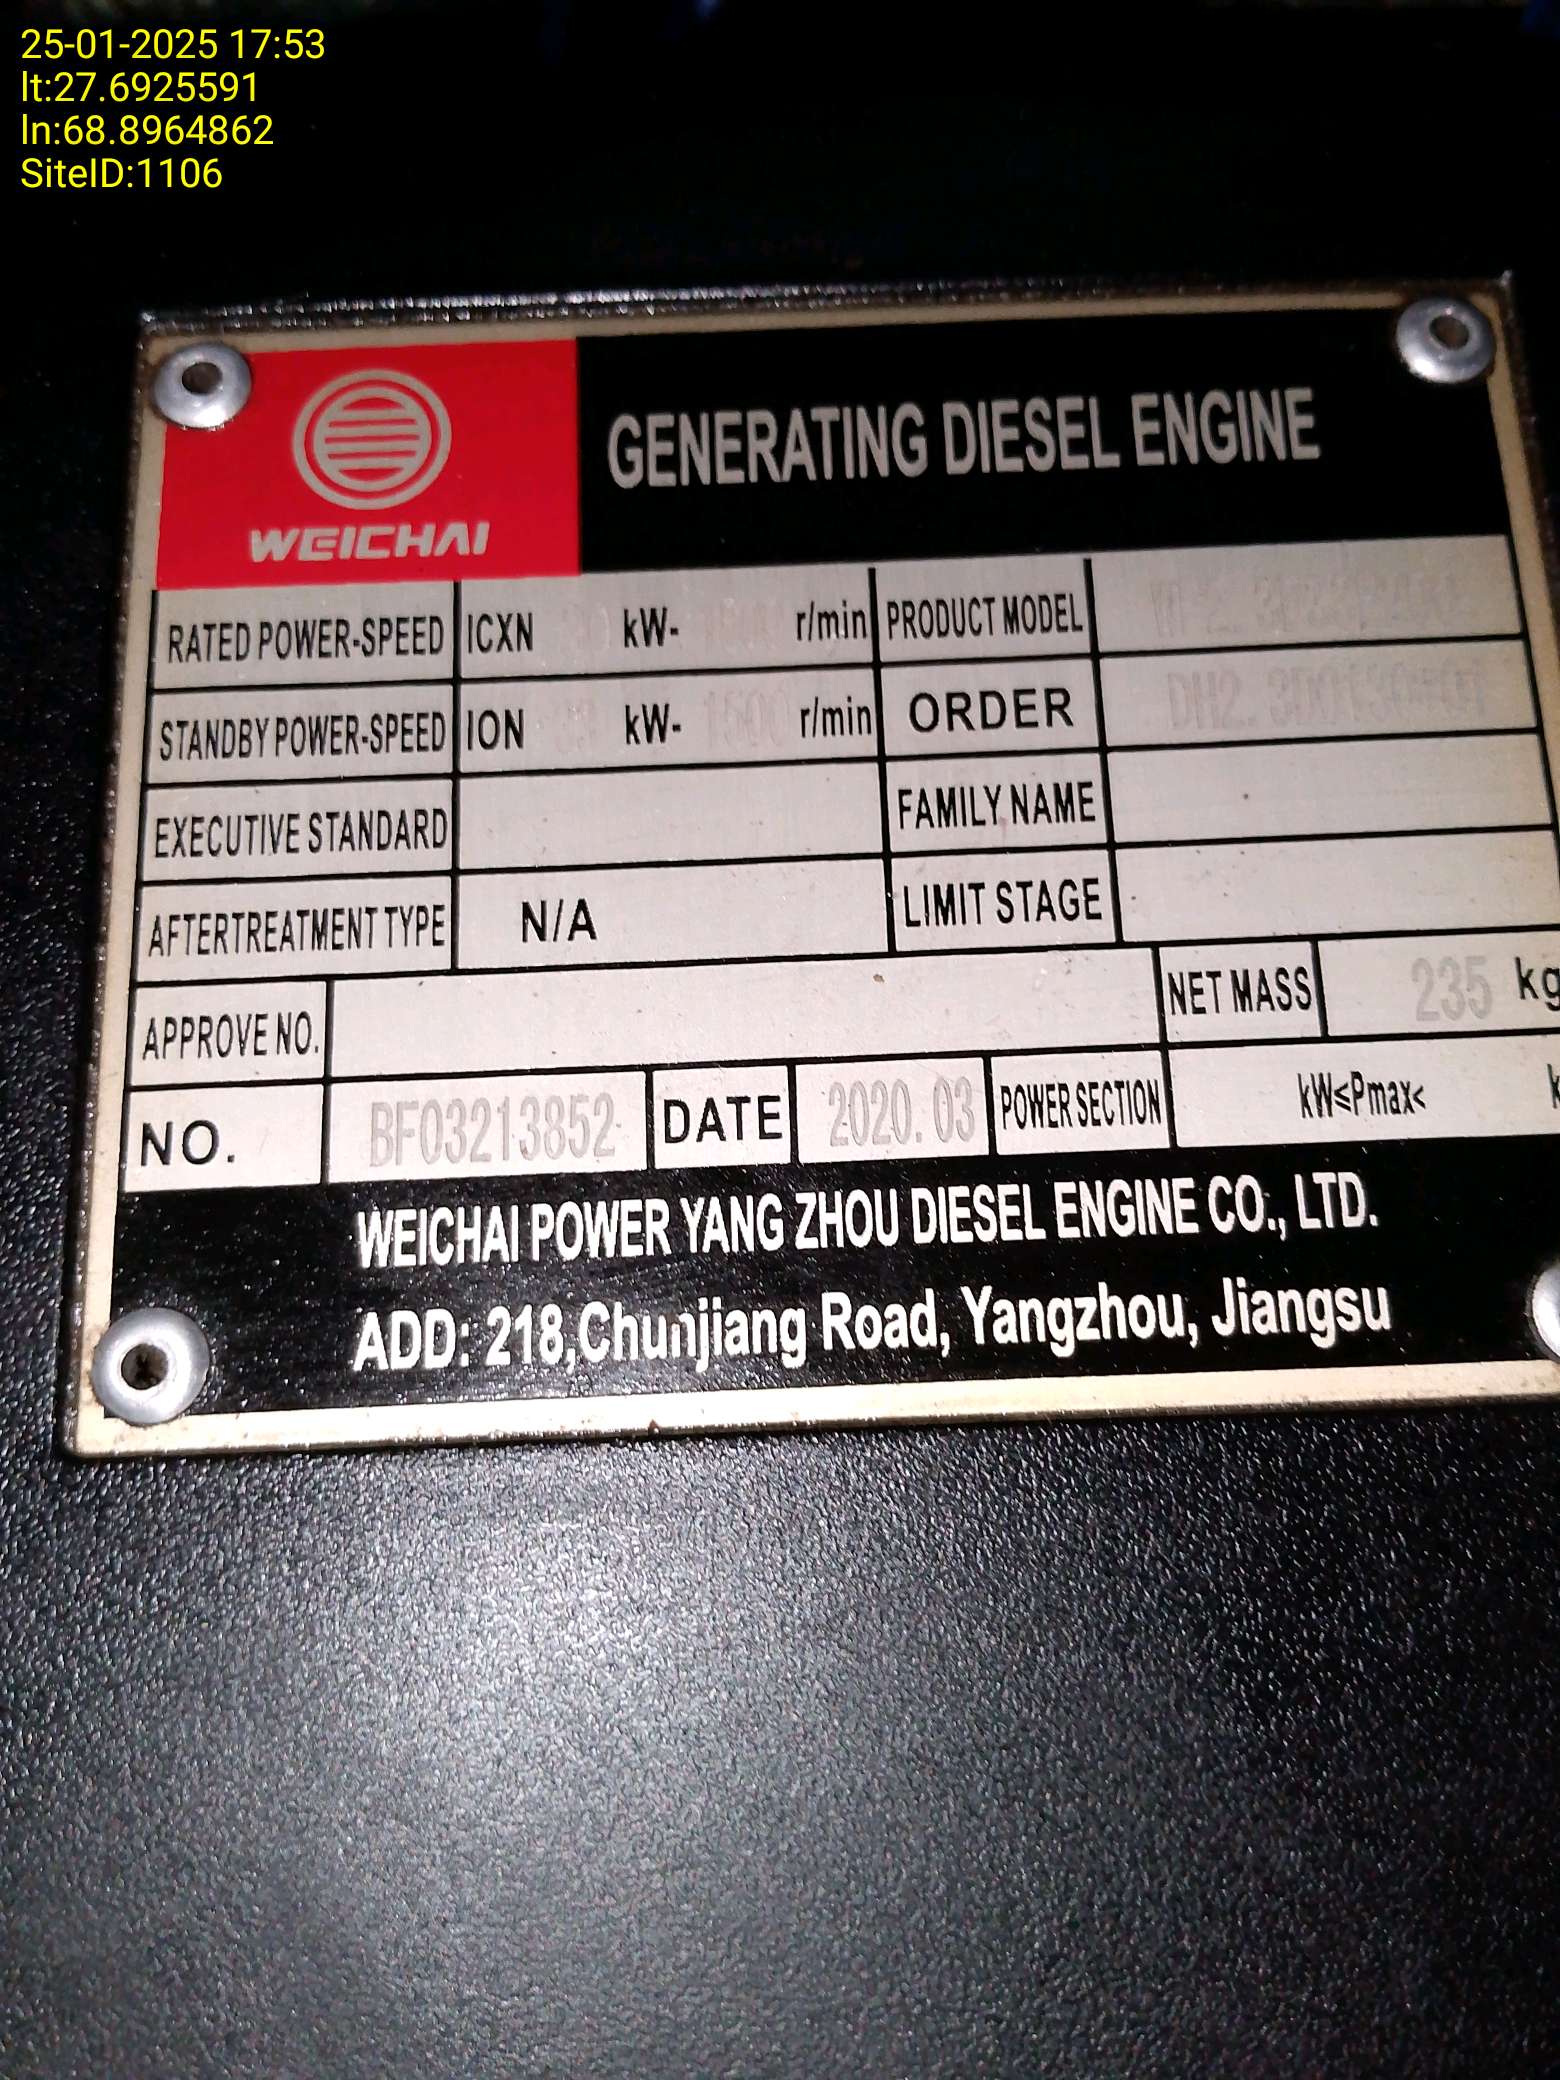 25-01-2025 17:53
lt:27.6925591
ln:68.8964862
SiteID:1106
WEICHAI
GENERATING DIESEL ENGINE
RATED POWER-SPEED ICXN kW- r/min PRODUCT MODEL
STANDBY POWER-SPEED ION kW- 1500 r/min ORDER
EXECUTIVE STANDARD FAMILY NAME
AFTERTREATMENT TYPE N/A LIMIT STAGE
APPROVE NO. NET MASS 235 kg
NO. BF03213852 DATE 2020.03 POWER SECTION kW≤Pmax<
WEICHAI POWER YANG ZHOU DIESEL ENGINE CO., LTD.
ADD: 218,Chunjiang Road, Yangzhou, Jiangsu